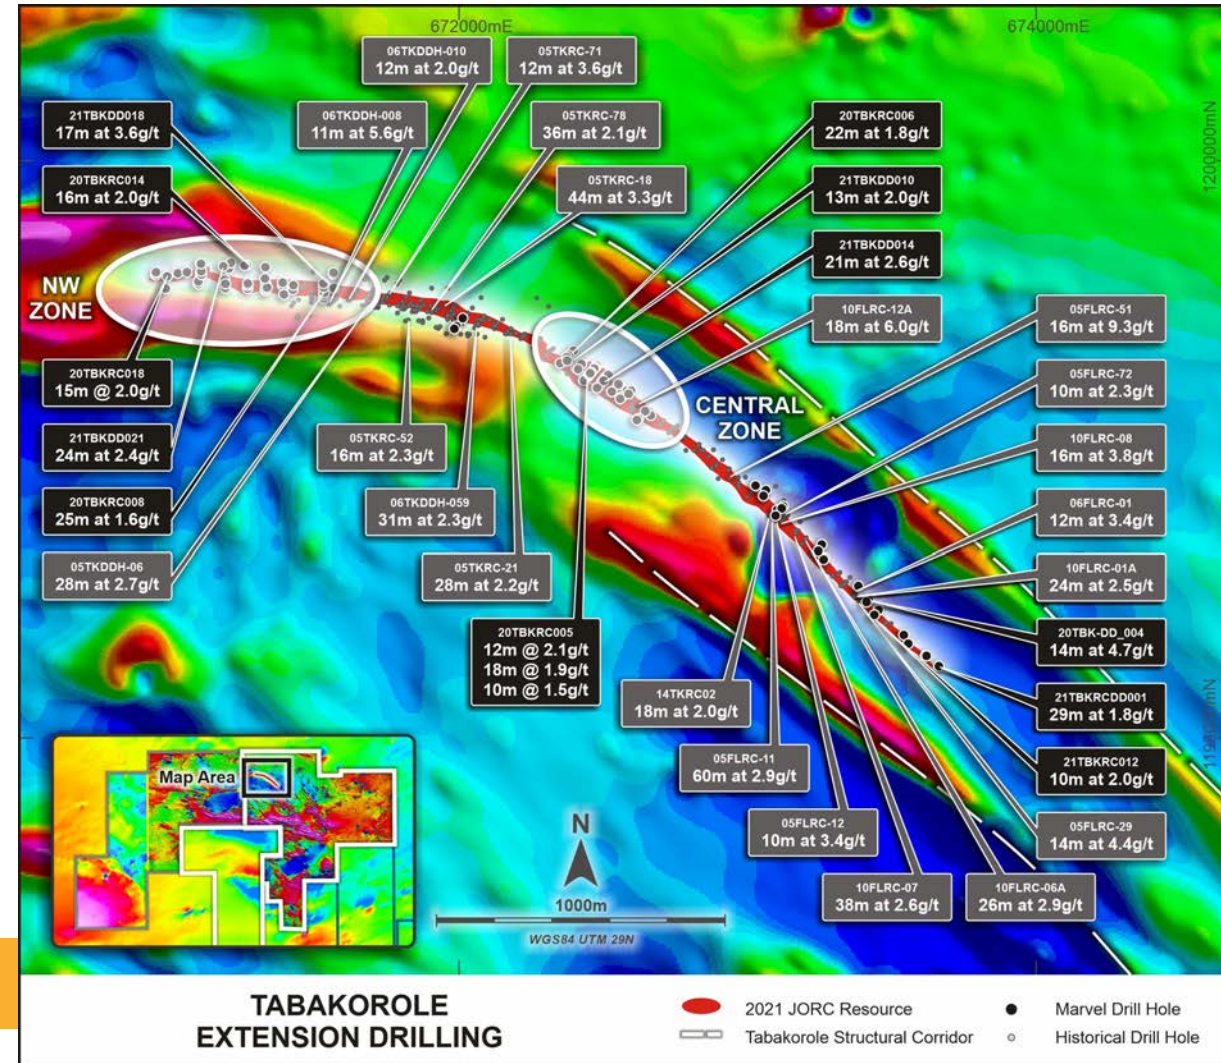 672000mE
674000mE
1200000mN
06TKDDH-010
12m at 2.0g/t
05TKRC-71
12m at 3.6g/t
21TBKDD018
17m at 3.6g/t
06TKDDH-008
11m at 5.6g/t
05TKRC-78
36m at 2.1g/t
20TBKRC006
22m at 1.8g/t
20TBKRC014
16m at 2.0g/t
05TKRC-18
44m at 3.3g/t
21TBKDD010
13m at 2.0g/t
21TBKDD014
21m at 2.6g/t
NW
ZONE
10FLRC-12A
18m at 6.0g/t
05FLRC-51
16m at 9.3g/t
20TBKRC018
15m @ 2.0g/t
05FLRC-72
10m at 2.3g/t
CENTRAL
ZONE
21TBKDD021
24m at 2.4g/t
05TKRC-52
16m at 2.3g/t
10FLRC-08
16m at 3.8g/t
20TBKRC008
25m at 1.6g/t
06TKDDH-059
31m at 2.3g/t
06FLRC-01
12m at 3.4g/t
05TKDDH-06
28m at 2.7g/t
05TKRC-21
28m at 2.2g/t
10FLRC-01A
24m at 2.5g/t
20TBKRC005
12m @ 2.1g/t
18m @ 1.9g/t
10m @ 1.5g/t
20TBK-DD_004
14m at 4.7g/t
14TKRC02
18m at 2.0g/t
21TBKRCDD001
29m at 1.8g/t
05FLRC-11
60m at 2.9g/t
21TBKRC012
10m at 2.0g/t
Map Area
05FLRC-12
10m at 3.4g/t
05FLRC-29
14m at 4.4g/t
10FLRC-07
38m at 2.6g/t
10FLRC-06A
26m at 2.9g/t
N
1000m
WGS84 UTM 29N
TABAKOROLE
EXTENSION DRILLING
2021 JORC Resource
Tabakorole Structural Corridor
Marvel Drill Hole
Historical Drill Hole